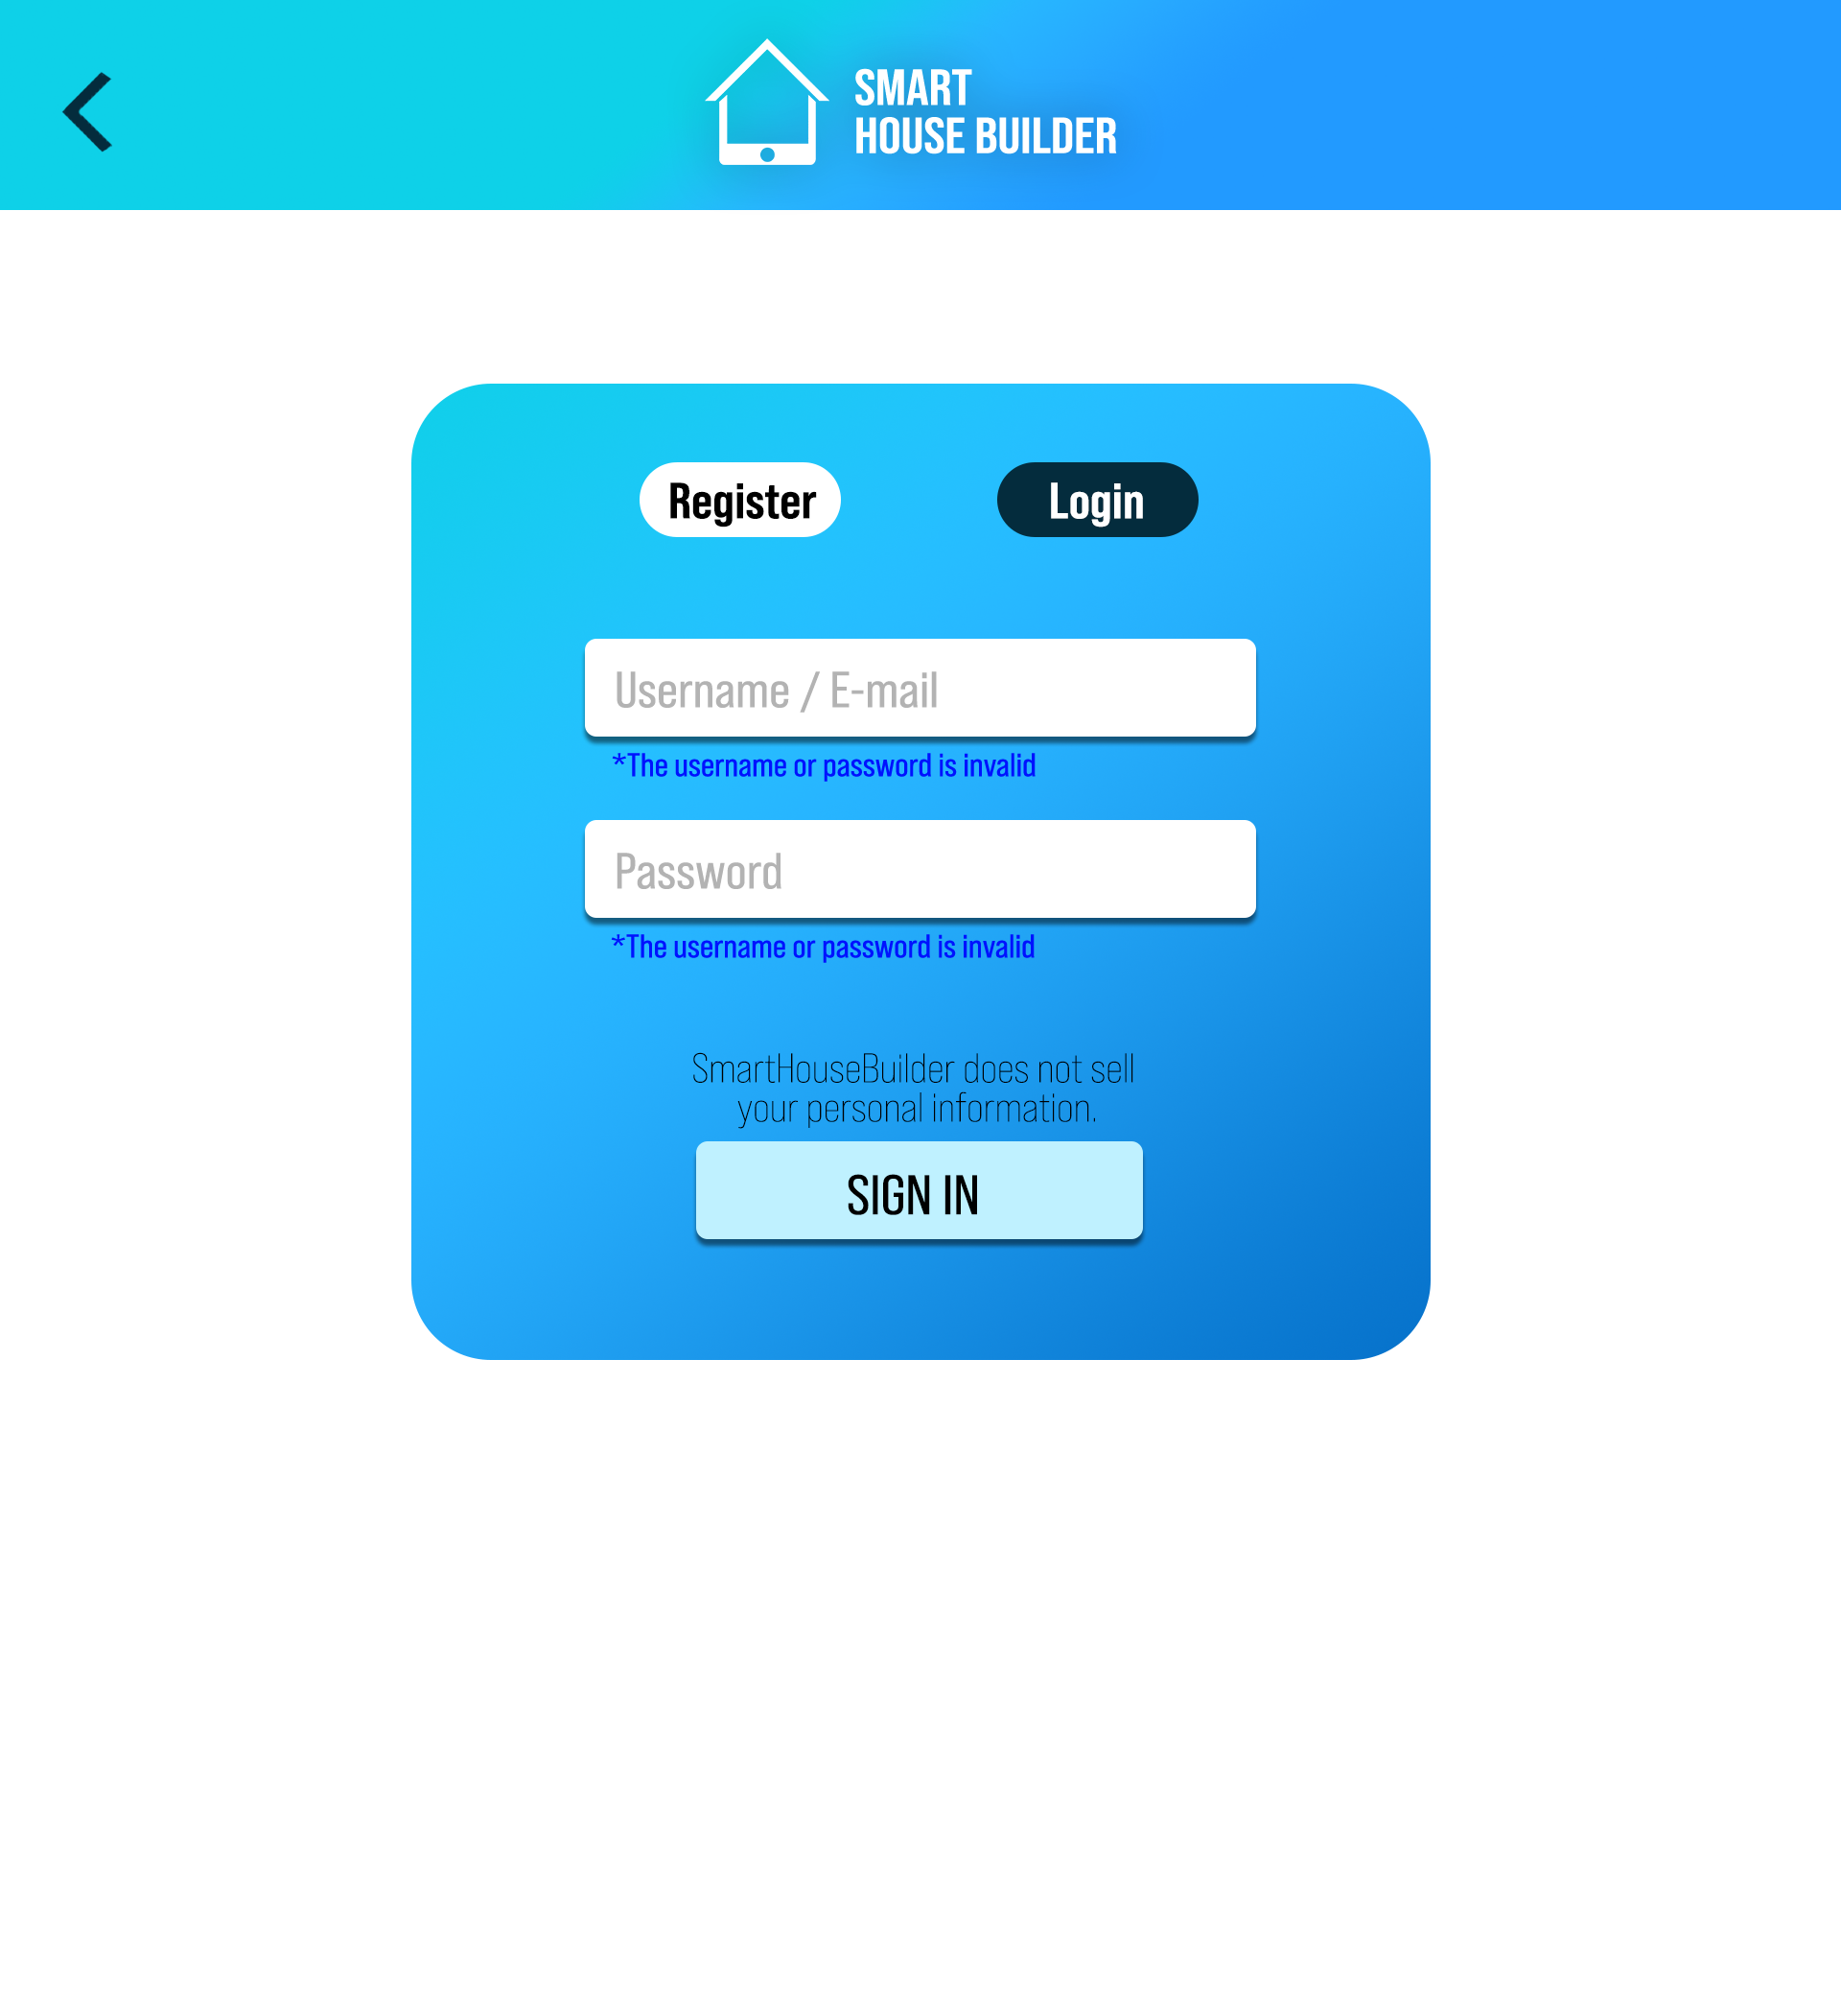 SMART
HOUSE BUILDER
Register
Login
Username / E-mail
*The username or password is invalid
Password
*The username or password is invalid
SmartHouseBuilder does not sell
your personal information.
SIGN IN